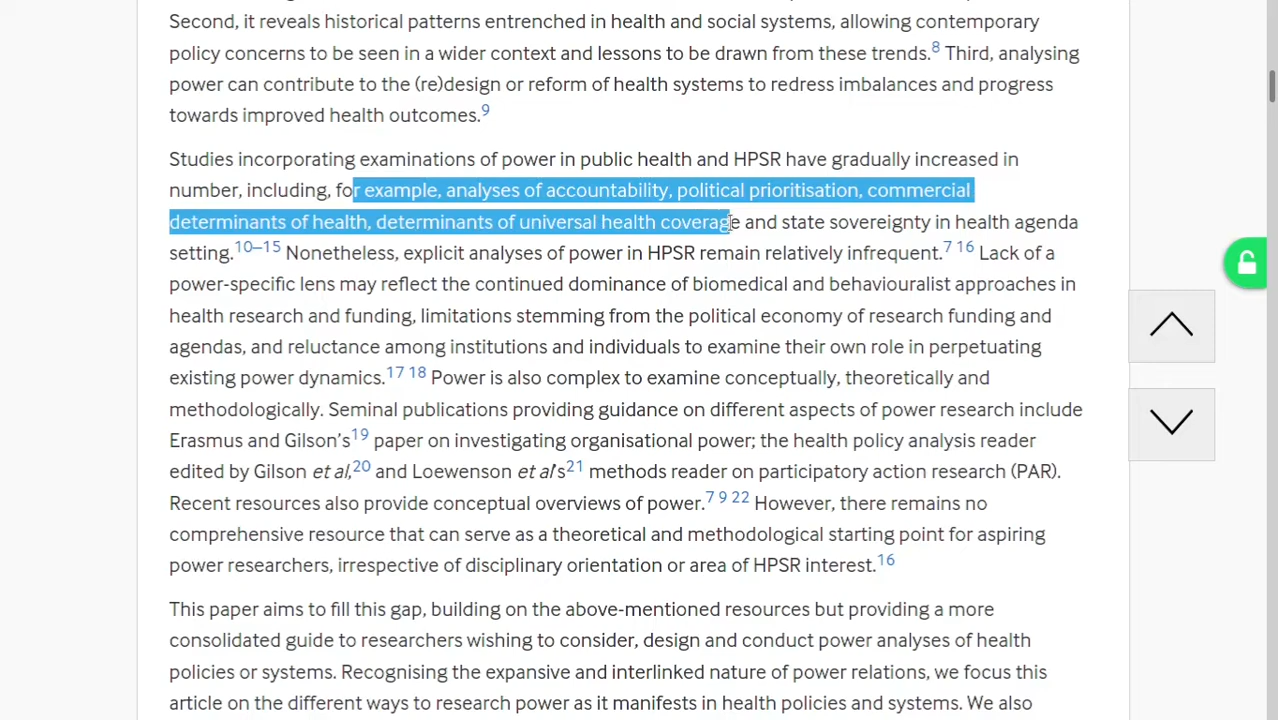 Second, it reveals historical patterns entrenched in health and social systems, allowing contemporary
policy concerns to be seen in a wider context and lessons to be drawn from these trends.8 Third, analysing
power can contribute to the (re)design or reform of health systems to redress imbalances and progress
towards improved health outcomes.9
Studies incorporating examinations of power in public health and HPSR have gradually increased in
number, including, for example, analyses of accountability, political prioritisation, commercial
determinants of health, determinants of universal health coverage and state sovereignty in health agenda
setting.10–15 Nonetheless, explicit analyses of power in HPSR remain relatively infrequent.7 16 Lack of a
power-specific lens may reflect the continued dominance of biomedical and behaviouralist approaches in
health research and funding, limitations stemming from the political economy of research funding and
agendas, and reluctance among institutions and individuals to examine their own role in perpetuating
existing power dynamics.17 18 Power is also complex to examine conceptually, theoretically and
methodologically. Seminal publications providing guidance on different aspects of power research include
Erasmus and Gilson's19 paper on investigating organisational power; the health policy analysis reader
edited by Gilson et al,20 and Loewenson et al's21 methods reader on participatory action research (PAR).
Recent resources also provide conceptual overviews of power.7 9 22 However, there remains no
comprehensive resource that can serve as a theoretical and methodological starting point for aspiring
power researchers, irrespective of disciplinary orientation or area of HPSR interest.16
This paper aims to fill this gap, building on the above-mentioned resources but providing a more
consolidated guide to researchers wishing to consider, design and conduct power analyses of health
policies or systems. Recognising the expansive and interlinked nature of power relations, we focus this
article on the different ways to research power as it manifests in health policies and systems. We also